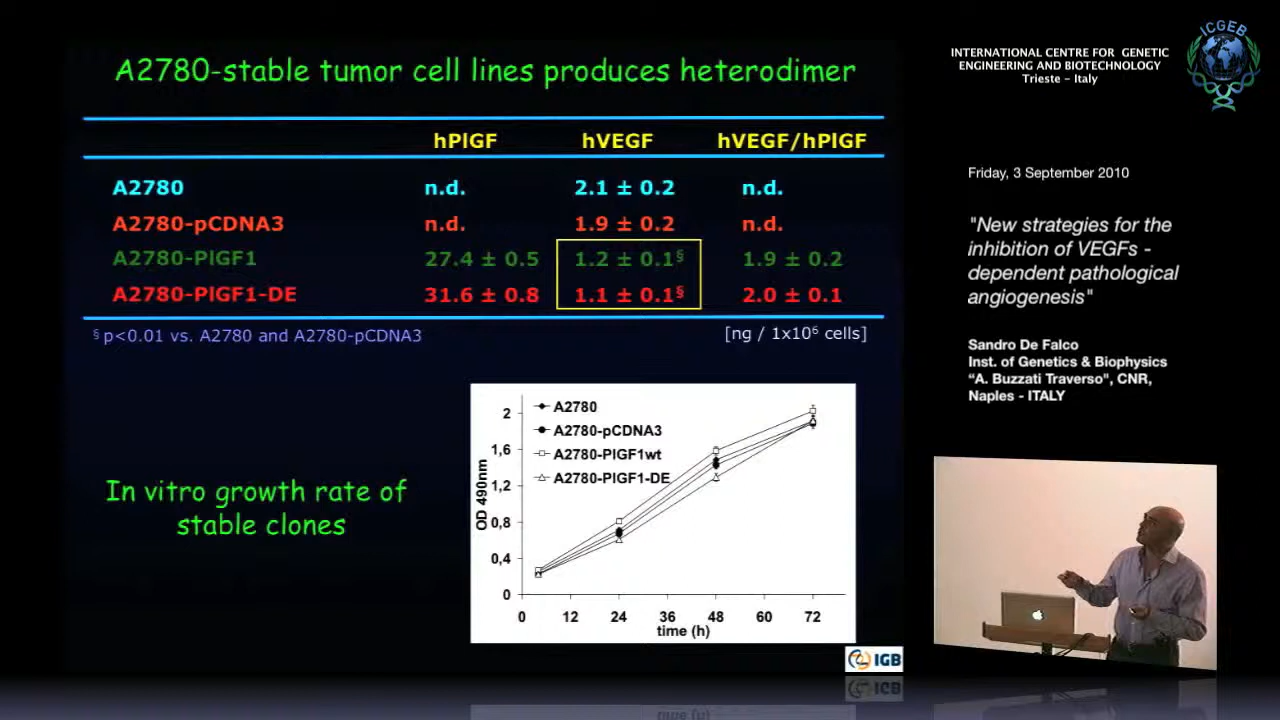 A2780-stable tumor cell lines produces heterodimer
hPlGF hVEGF hVEGF/hPlGF
A2780 n.d. 2.1 ± 0.2 n.d.
A2780-pCDNA3 n.d. 1.9 ± 0.2 n.d.
A2780-PlGF1 27.4 ± 0.5 1.2 ± 0.1§ 1.9 ± 0.2
A2780-PlGF1-DE 31.6 ± 0.8 1.1 ± 0.1§ 2.0 ± 0.1
§ p<0.01 vs. A2780 and A2780-pCDNA3 [ng / 1x10⁶ cells]
In vitro growth rate of
stable clones
A2780
A2780-pCDNA3
A2780-PlGF1wt
A2780-PlGF1-DE
OD 490nm
2
1,6
1,2
0,8
0,4
0
0 12 24 36 48 60 72
time (h)
IGB
INTERNATIONAL CENTRE FOR GENETIC
ENGINEERING AND BIOTECHNOLOGY
Trieste – Italy
ICGEB
Friday, 3 September 2010
"New strategies for the
inhibition of VEGFs -
dependent pathological
angiogenesis"
Sandro De Falco
Inst. of Genetics & Biophysics
“A. Buzzati Traverso", CNR,
Naples - ITALY